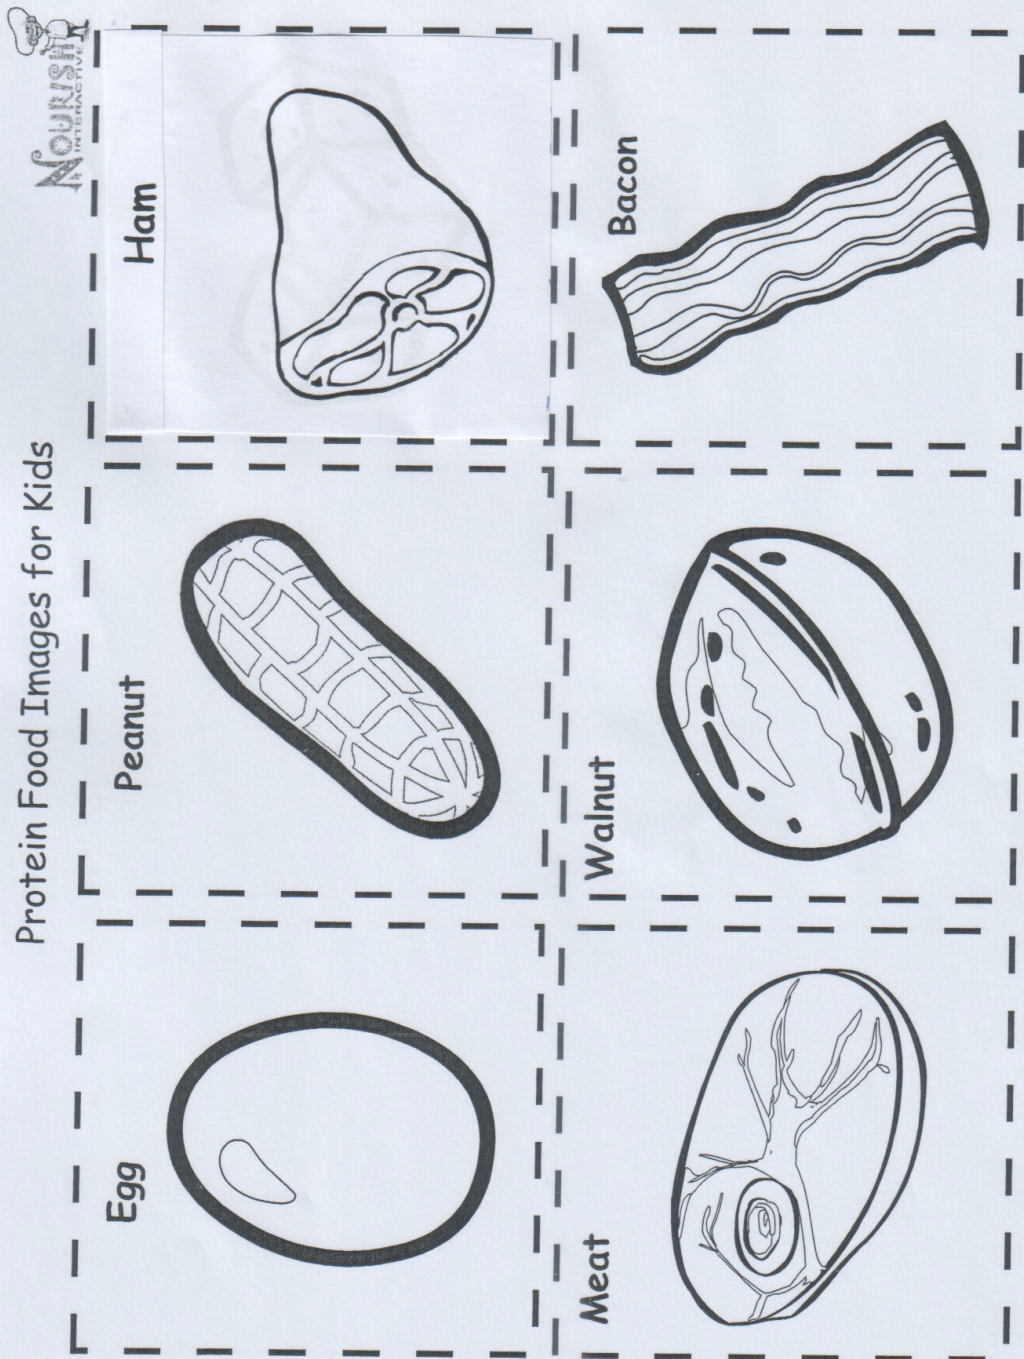 Protein Food Images for Kids
NOURISH
INTERACTIVE
Egg
Peanut
Ham
Meat
Walnut
Bacon